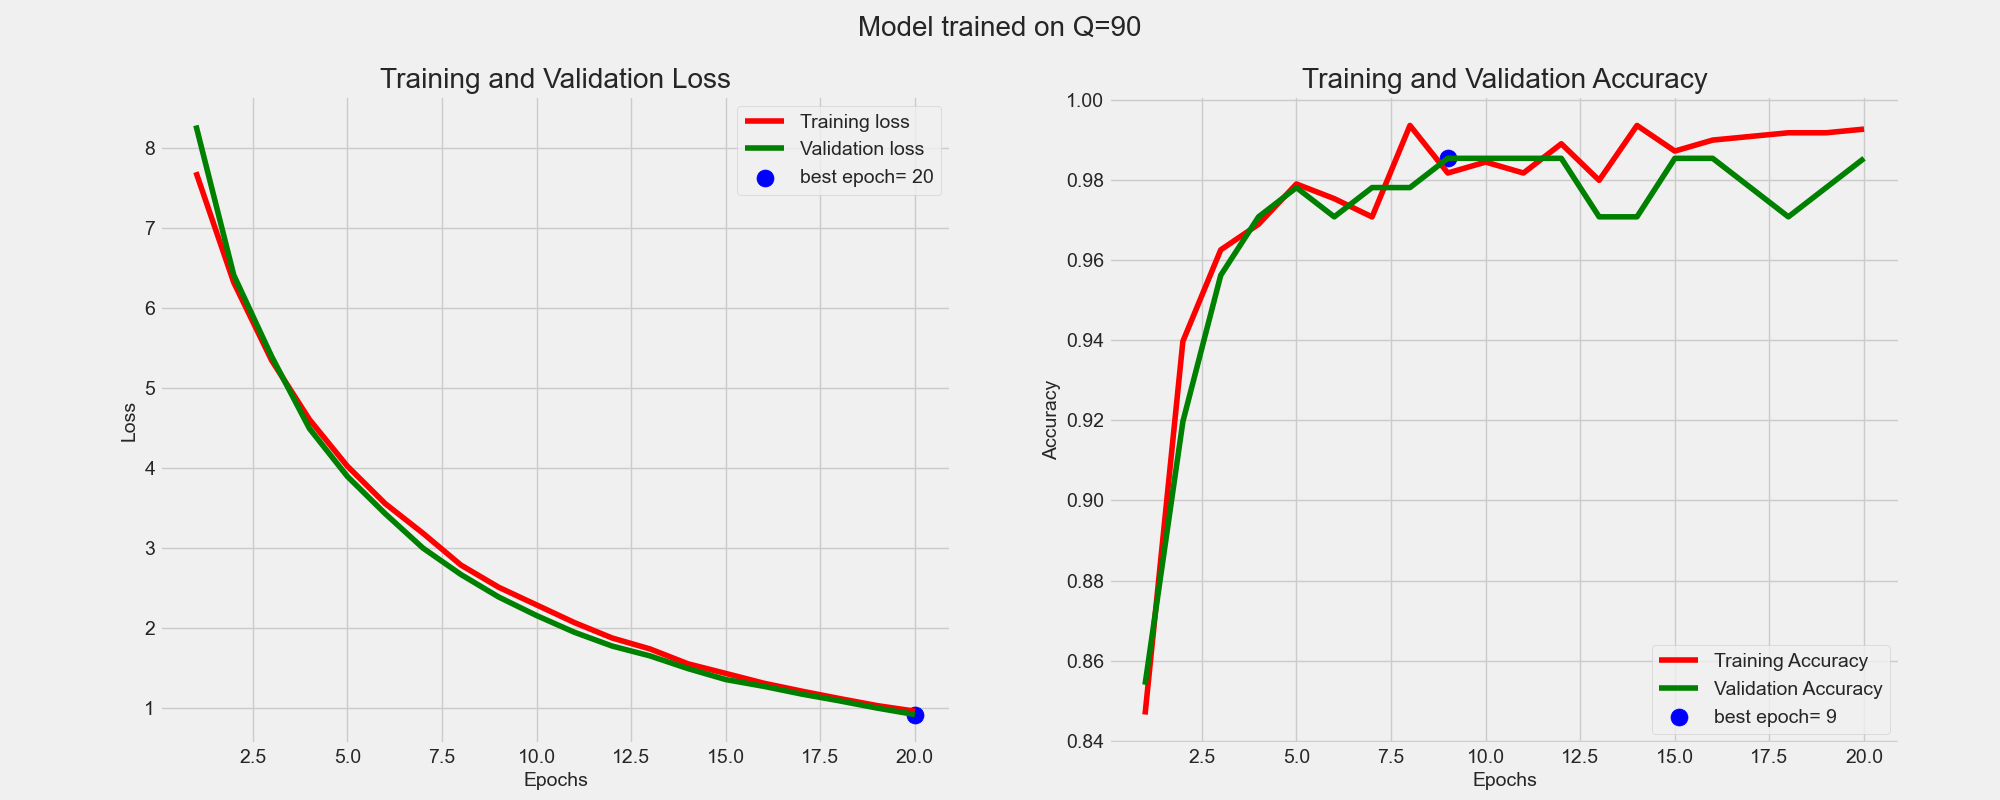 Model trained on Q=90
Training and Validation Loss
Training loss
Validation loss
best epoch= 20
8
7
6
5
4
3
2
1
Loss
2.5 5.0 7.5 10.0 12.5 15.0 17.5 20.0
Epochs
Training and Validation Accuracy
1.00
0.98
0.96
0.94
0.92
0.90
0.88
0.86
0.84
Accuracy
Training Accuracy
Validation Accuracy
best epoch= 9
2.5 5.0 7.5 10.0 12.5 15.0 17.5 20.0
Epochs